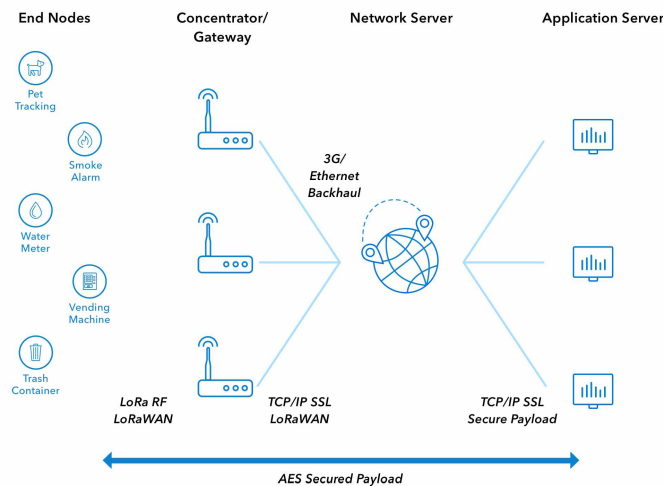 End Nodes
Concentrator/
Gateway
Network Server
Application Server
Pet
Tracking
Smoke
Alarm
Water
Meter
Vending
Machine
Trash
Container
3G/
Ethernet
Backhaul
LoRa RF
LoRaWAN
TCP/IP SSL
LoRaWAN
TCP/IP SSL
Secure Payload
AES Secured Payload